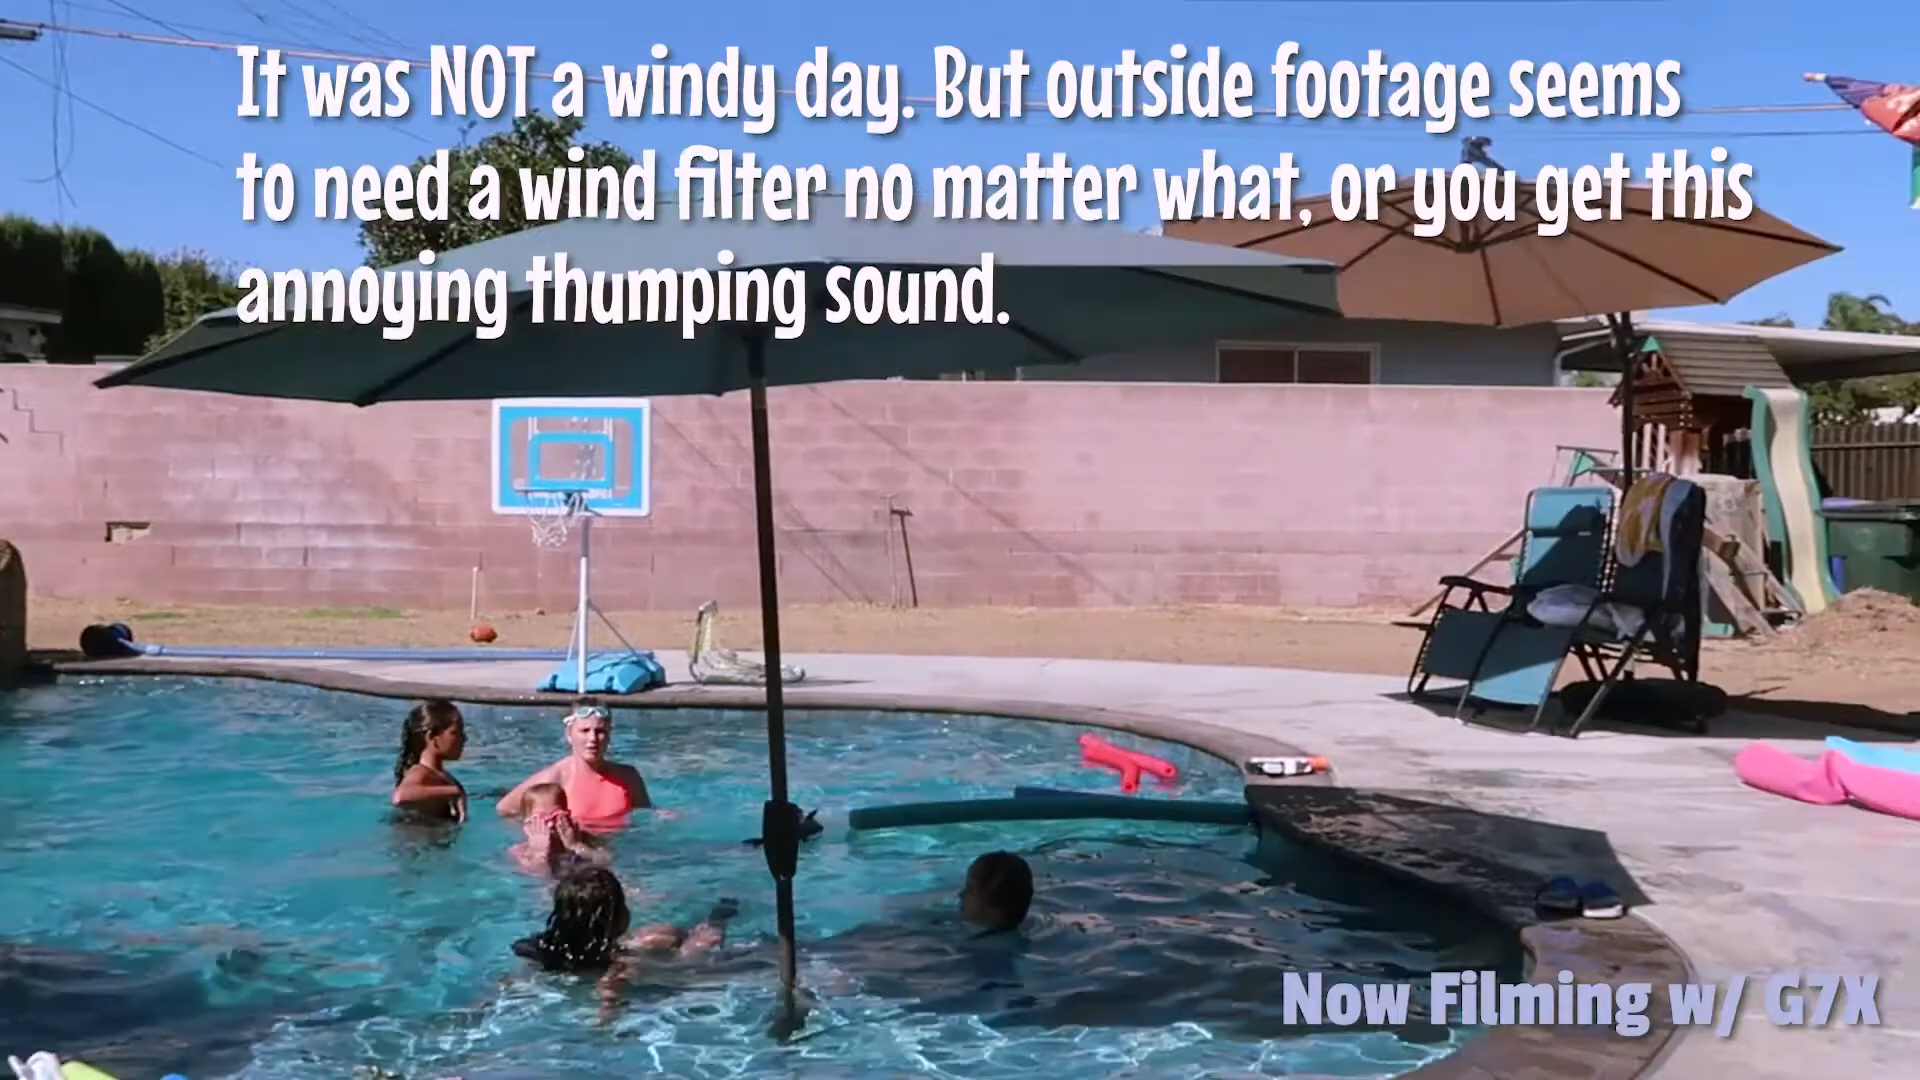 It was NOT a windy day. But outside footage seems
to need a wind filter no matter what, or you get this
annoying thumping sound.
Now Filming w/ G7X